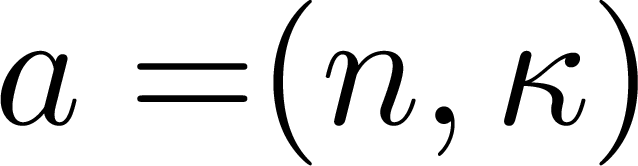 a = (n, κ)